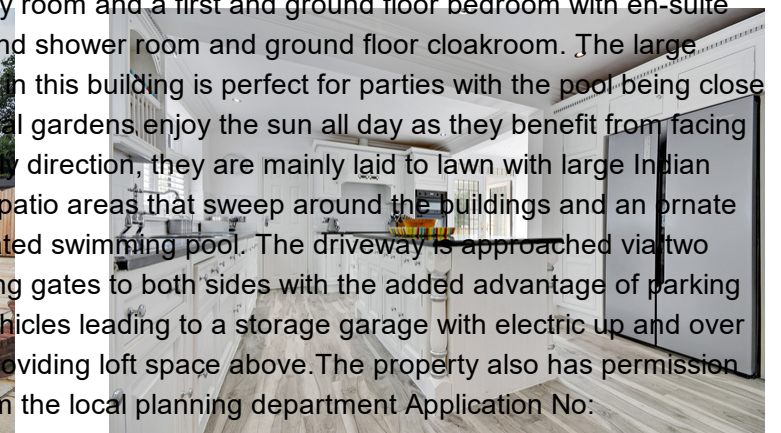 y room and a first and ground floor bedroom with en-suite
nd shower room and ground floor cloakroom. The large
in this building is perfect for parties with the pool being close
al gardens enjoy the sun all day as they benefit from facing
ly direction, they are mainly laid to lawn with large Indian
patio areas that sweep around the buildings and an ornate
ated swimming pool. The driveway is approached via two
ng gates to both sides with the added advantage of parking
hicles leading to a storage garage with electric up and over
oviding loft space above.The property also has permission
m the local planning department Application No: